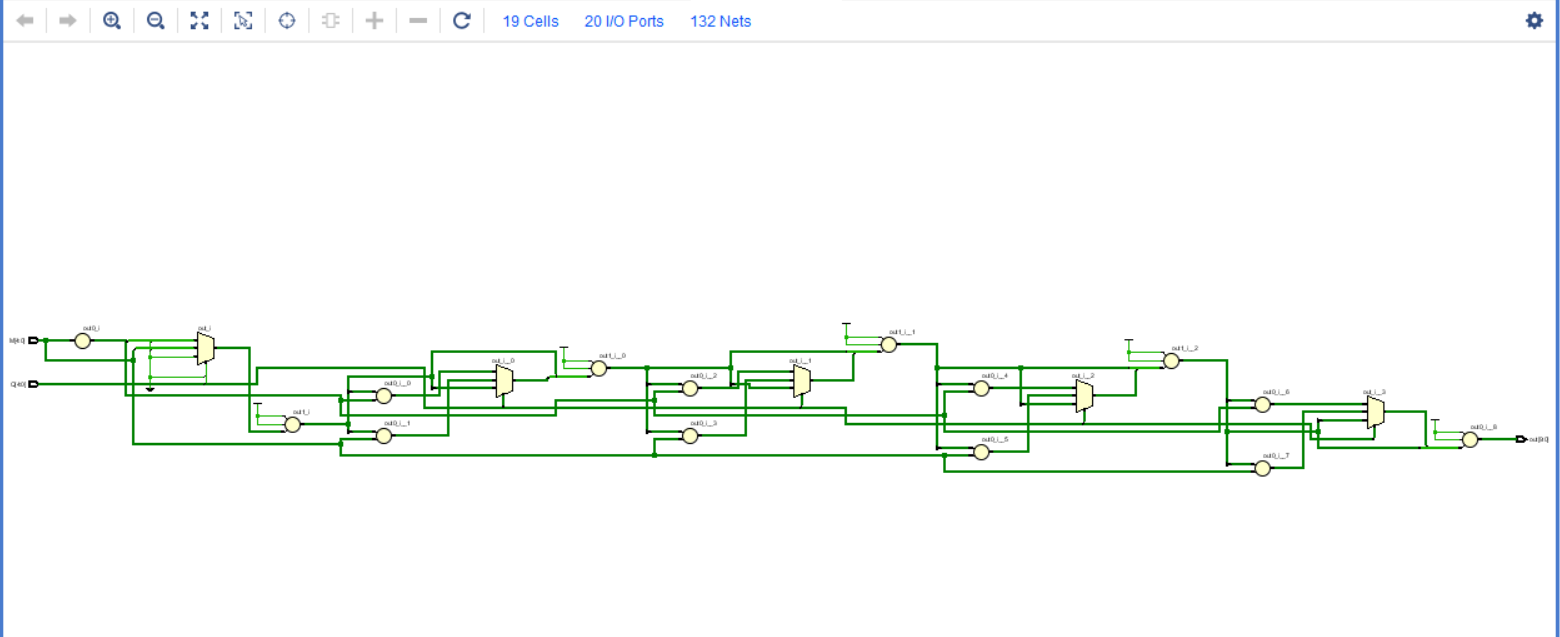 19 Cells 20 I/O Ports 132 Nets
out0_i
out_i
out1_i__1
out1_i__2
M[4:0]
out_i__0
out1_i__0
out_i__1
out0_i__2
out0_i__4
out_i__2
Q[4:0]
out0_i__0
out0_i__6
out_i__3
out1_i
out0_i__1
out0_i__3
out0_i__5
out0_i__8
out[9:0]
out0_i__7